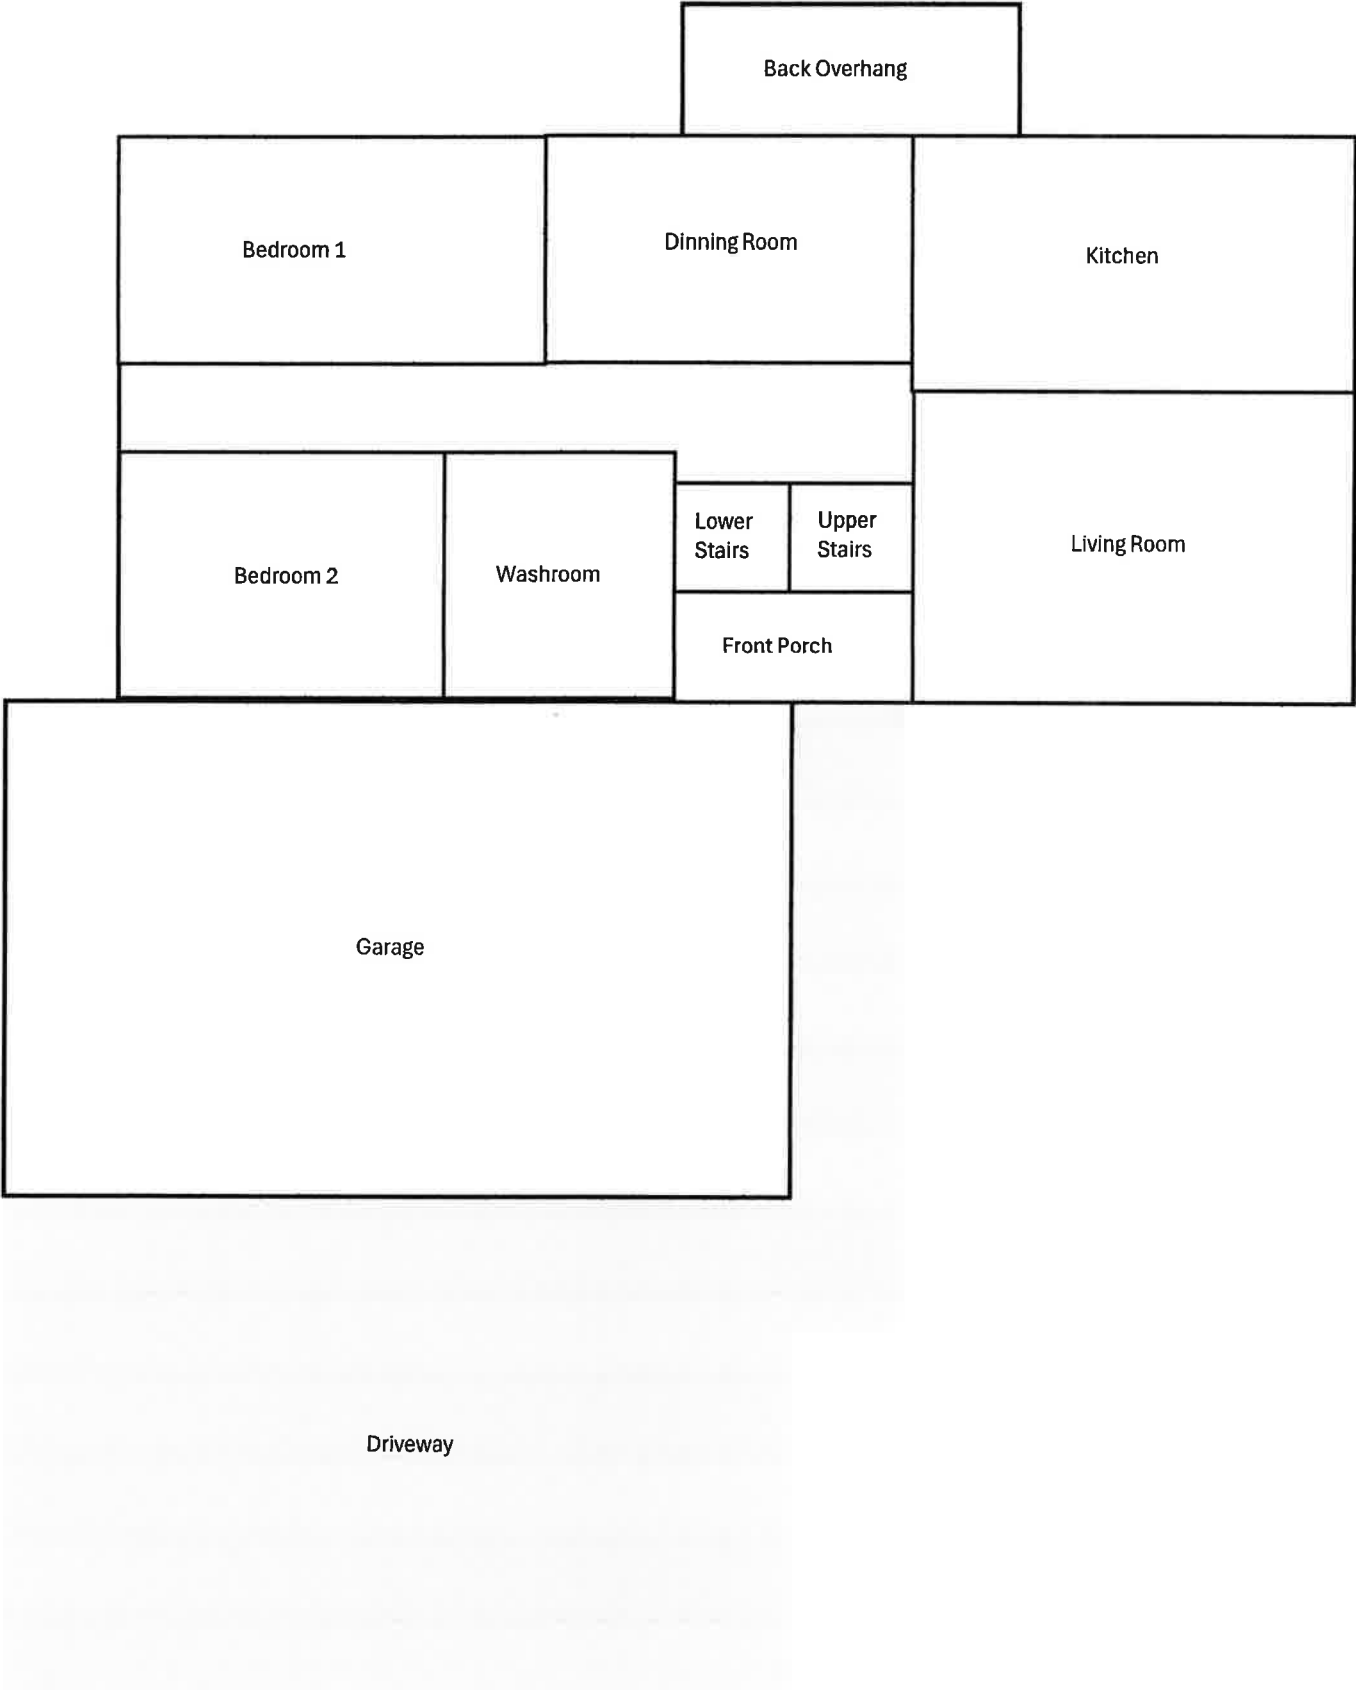 Back Overhang
Bedroom 1
Dinning Room
Kitchen
Lower
Stairs
Upper
Stairs
Living Room
Bedroom 2
Washroom
Front Porch
Garage
Driveway